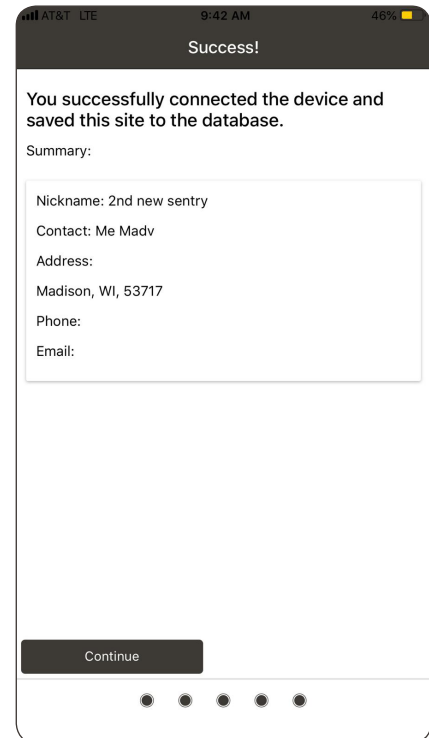 AT&T LTE 9:42 AM 46%
Success!
You successfully connected the device and
saved this site to the database.
Summary:
Nickname: 2nd new sentry
Contact: Me Madv
Address:
Madison, WI, 53717
Phone:
Email:
Continue